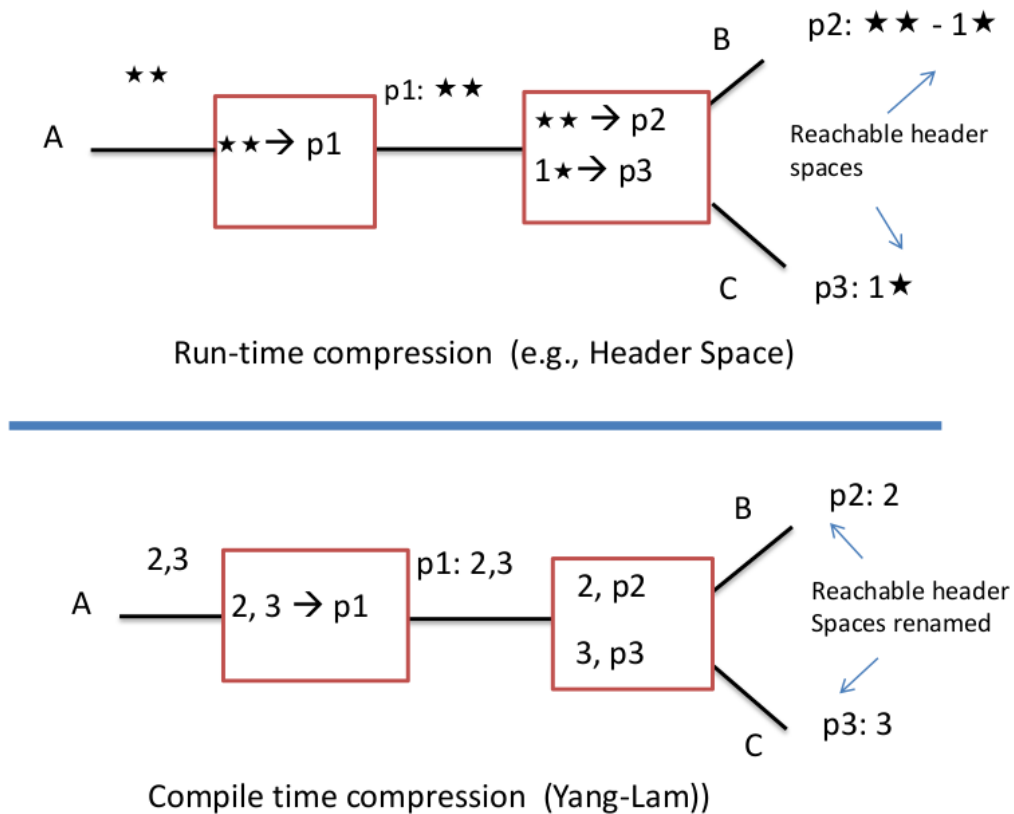 p2: ★★ - 1★
B
★★
p1: ★★
A
★★→ p1
★★ → p2
1★→ p3
Reachable header
spaces
C
p3: 1★
Run-time compression (e.g., Header Space)
p2: 2
B
2,3
p1: 2,3
A
2, 3 → p1
2, p2
3, p3
Reachable header
Spaces renamed
p3: 3
C
Compile time compression (Yang-Lam))